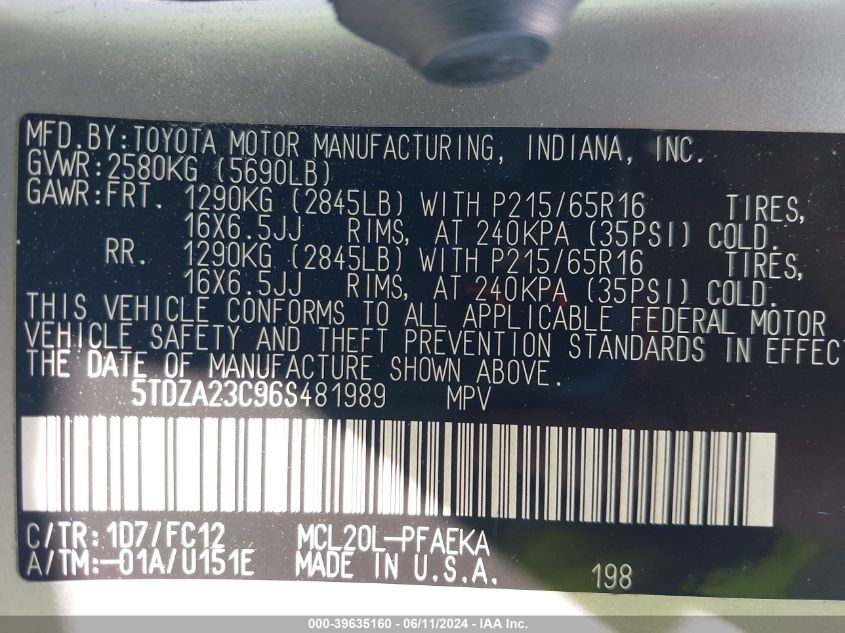 MFD.BY:TOYOTA MOTOR MANUFACTURING, INDIANA, INC.
GVWR:2580KG (5690LB)
GAWR:FRT. 1290KG (2845LB) WITH P215/65R16 TIRES,
16X6.5JJ RIMS, AT 240KPA (35PSI) COLD.
RR. 1290KG (2845LB) WITH P215/65R16 TIRES,
16X6.5JJ RIMS, AT 240KPA (35PSI) COLD.
THIS VEHICLE CONFORMS TO ALL APPLICABLE FEDERAL MOTOR
VEHICLE SAFETY AND THEFT PREVENTION STANDARDS IN EFFEC
THE DATE OF MANUFACTURE SHOWN ABOVE.
5TDZA23C96S481989 MPV
C/TR:1D7/FC12 MCL20L-PFAEKA
A/TM:-01A/U151E MADE IN U.S.A. 198
000-39635160 - 06/11/2024 - IAA Inc.